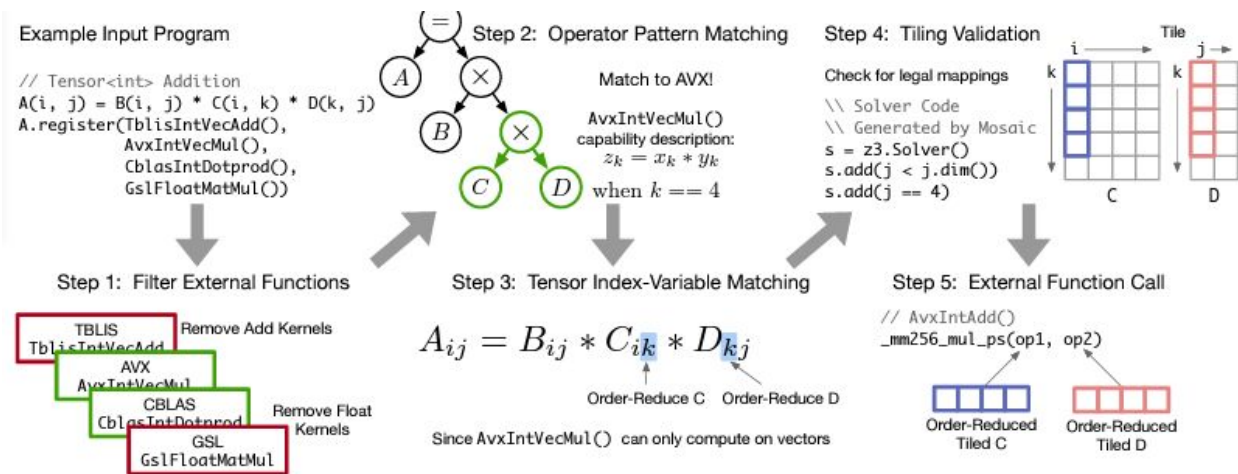 Example Input Program
// Tensor<int> Addition
A(i, j) = B(i, j) * C(i, k) * D(k, j)
A.register(TblisIntVecAdd(),
AvxIntVecMul(),
CblasIntDotprod(),
GslFloatMatMul())
Step 1: Filter External Functions
TBLIS
TblisIntVecAdd
Remove Add Kernels
AVX
AvxIntVecMul
CBLAS
CblasIntDotprod
Remove Float
Kernels
GSL
GslFloatMatMul
Step 2: Operator Pattern Matching
=
A
×
B
×
C
D
Match to AVX!
AvxIntVecMul()
capability description:
z_k = x_k * y_k
when k == 4
Step 3: Tensor Index-Variable Matching
A_ij = B_ij * C_ik * D_kj
Order-Reduce C
Order-Reduce D
Since AvxIntVecMul() can only compute on vectors
Step 4: Tiling Validation
Check for legal mappings
\\ Solver Code
\\ Generated by Mosaic
s = z3.Solver()
s.add(j < j.dim())
s.add(j == 4)
i
k
C
Tile
j
k
D
Step 5: External Function Call
// AvxIntAdd()
_mm256_mul_ps(op1, op2)
Order-Reduced
Tiled C
Order-Reduced
Tiled D